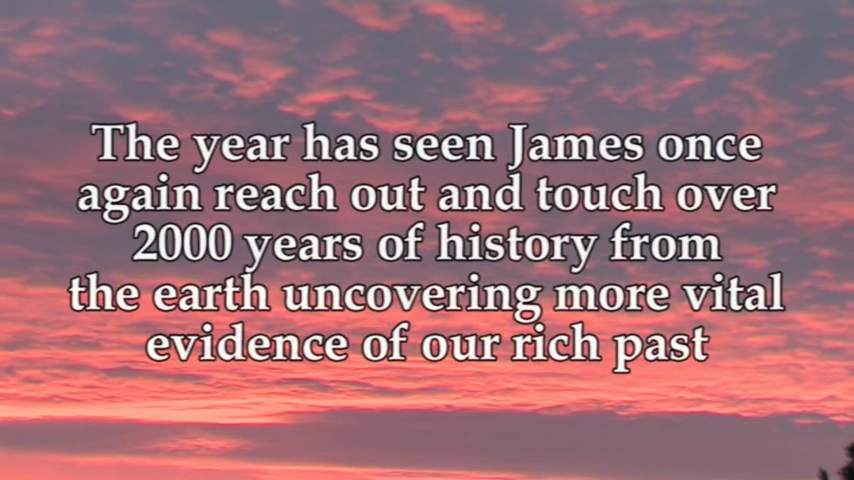 The year has seen James once
again reach out and touch over
2000 years of history from
the earth uncovering more vital
evidence of our rich past